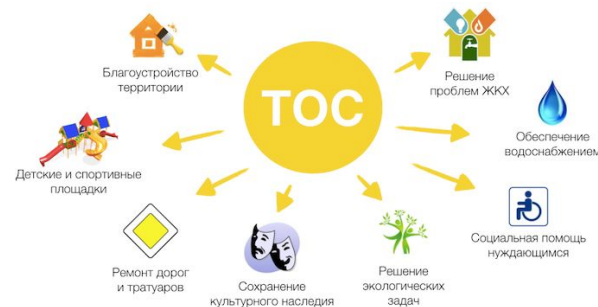 ТОС
Благоустройство
территории
Решение
проблем ЖКХ
Детские и спортивные
площадки
Обеспечение
водоснабжением
Ремонт дорог
и тратуаров
Сохранение
культурного наследия
Решение
экологических
задач
Социальная помощь
нуждающимся